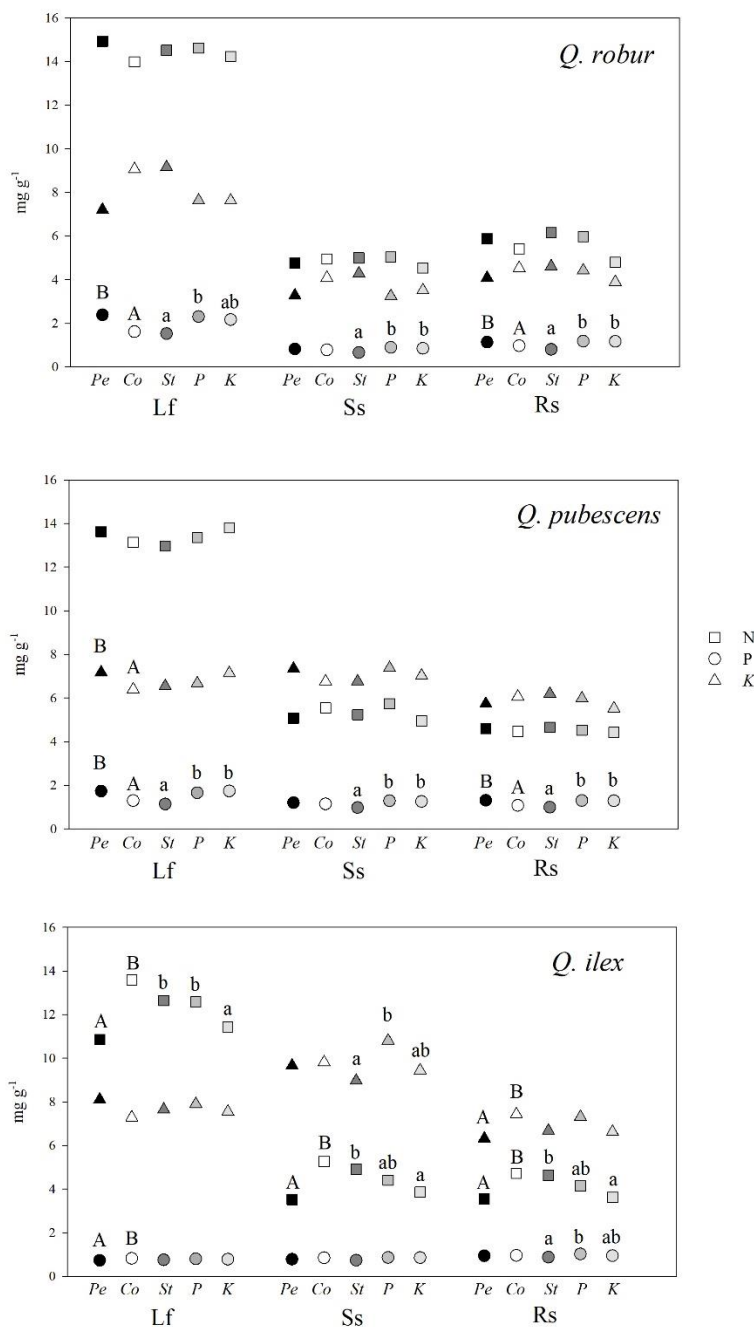 16
Q. robur
14
12
10
mg g-1
8
6
4
B A a b ab
2
a b b
B A a b b
0
Pe Co St P K Pe Co St P K Pe Co St P K
Lf Ss Rs
16
Q. pubescens
14
12
10
mg g-1
8
B A
6
4
B A a b b
2
a b b
B A a b b
0
Pe Co St P K Pe Co St P K Pe Co St P K
Lf Ss Rs
N
P
K
16
Q. ilex
14
B b b a
12
A
10
b
a ab
mg g-1
8
A B
6
B b ab a
A
4
A B b ab a
2
A B
a b ab
0
Pe Co St P K Pe Co St P K Pe Co St P K
Lf Ss Rs